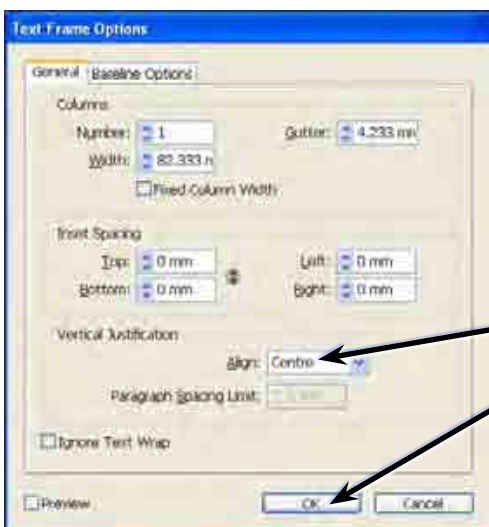 Text Frame Options
General Baseline Options
Columns
Number: 1 Gutter: 4.233 mm
Width: 82.333 n
Fixed Column Width
Inset Spacing
Top: 0 mm Left: 0 mm
Bottom: 0 mm Right: 0 mm
Vertical Justification
Align: Centre
Paragraph Spacing Limit:
Ignore Text Wrap
Preview OK Cancel